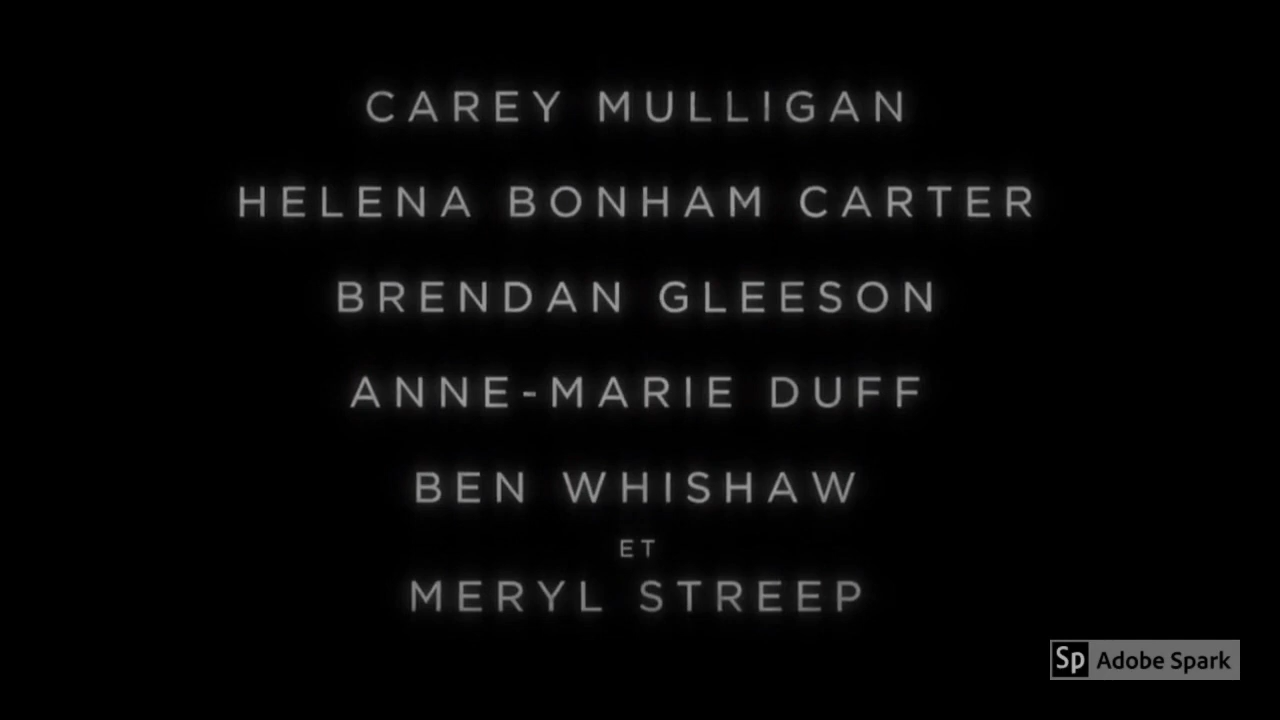 CAREY MULLIGAN
HELENA BONHAM CARTER
BRENDAN GLEESON
ANNE-MARIE DUFF
BEN WHISHAW
ET
MERYL STREEP
Sp Adobe Spark